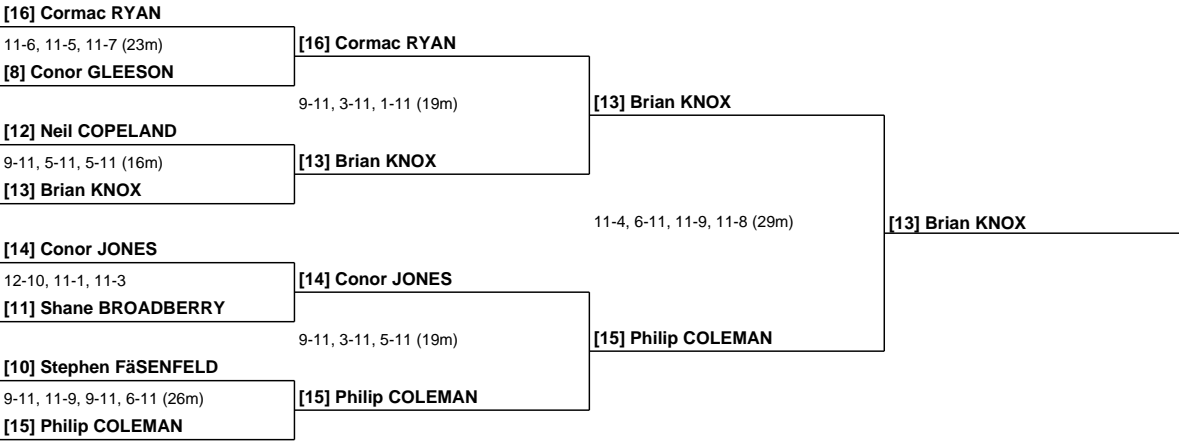 [16] Cormac RYAN
11-6, 11-5, 11-7 (23m)
[16] Cormac RYAN
[8] Conor GLEESON
9-11, 3-11, 1-11 (19m)
[13] Brian KNOX
[12] Neil COPELAND
9-11, 5-11, 5-11 (16m)
[13] Brian KNOX
[13] Brian KNOX
11-4, 6-11, 11-9, 11-8 (29m)
[13] Brian KNOX
[14] Conor JONES
12-10, 11-1, 11-3
[14] Conor JONES
[11] Shane BROADBERRY
9-11, 3-11, 5-11 (19m)
[15] Philip COLEMAN
[10] Stephen FäSENFELD
9-11, 11-9, 9-11, 6-11 (26m)
[15] Philip COLEMAN
[15] Philip COLEMAN